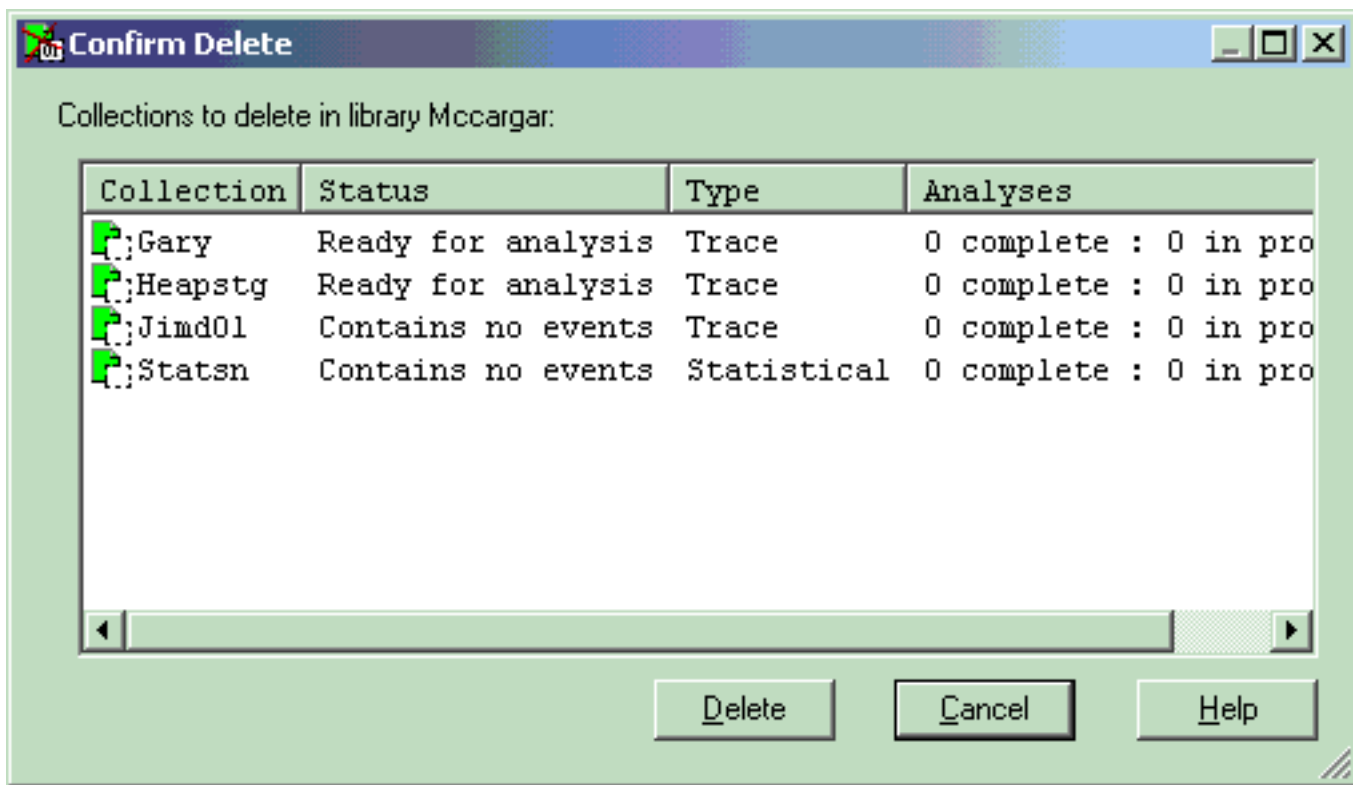 Confirm Delete
Collections to delete in library Mccargar:
Collection Status Type Analyses
Gary Ready for analysis Trace 0 complete : 0 in pro
Heapstg Ready for analysis Trace 0 complete : 0 in pro
Jimd01 Contains no events Trace 0 complete : 0 in pro
Statsn Contains no events Statistical 0 complete : 0 in pro
Delete Cancel Help